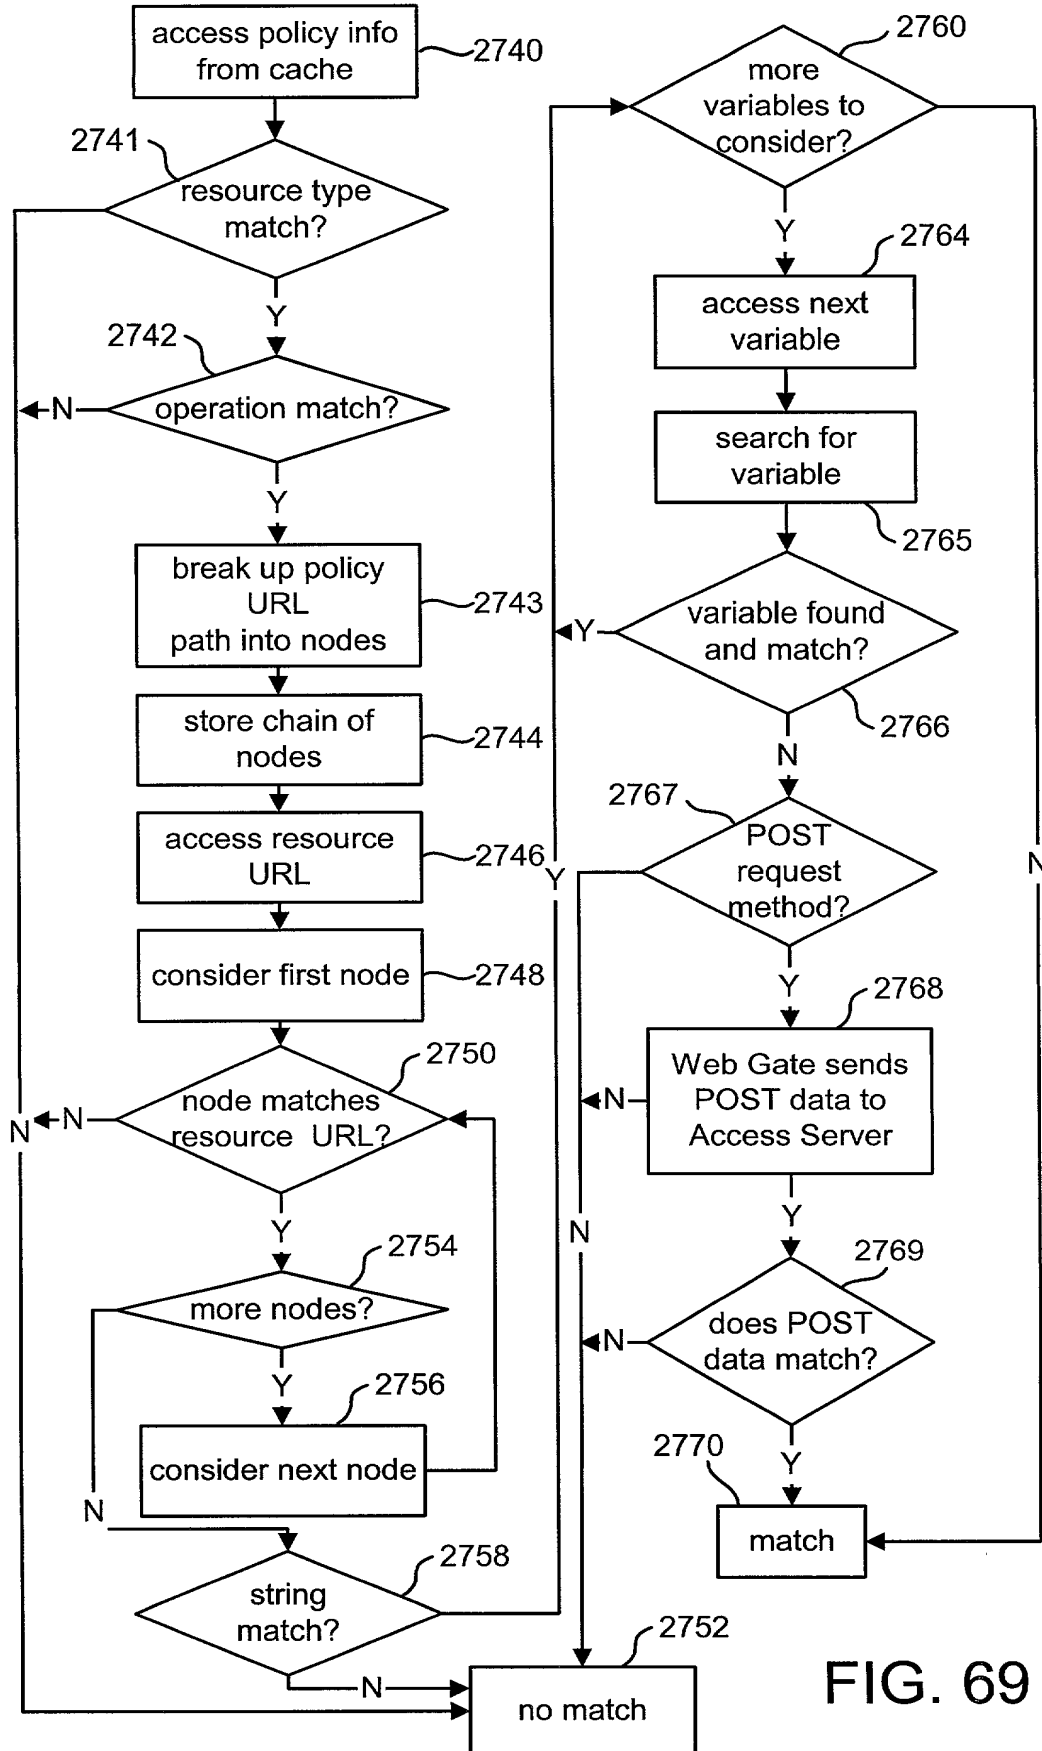 access policy info
from cache
2740
2741
resource type
match?
Y
2742
operation match?
N
Y
break up policy
URL
path into nodes
2743
store chain of
nodes
2744
access resource
URL
2746
consider first node
2748
2750
node matches
resource URL?
N
N
Y
2754
more nodes?
Y
2756
consider next node
N
2758
string
match?
N
Y
2760
more
variables to
consider?
Y
N
2764
access next
variable
search for
variable
2765
variable found
and match?
Y
2766
N
2767
POST
request
method?
Y
2768
Web Gate sends
POST data to
Access Server
N
Y
N
2769
does POST
data match?
N
Y
2770
match
2752
no match
FIG. 69